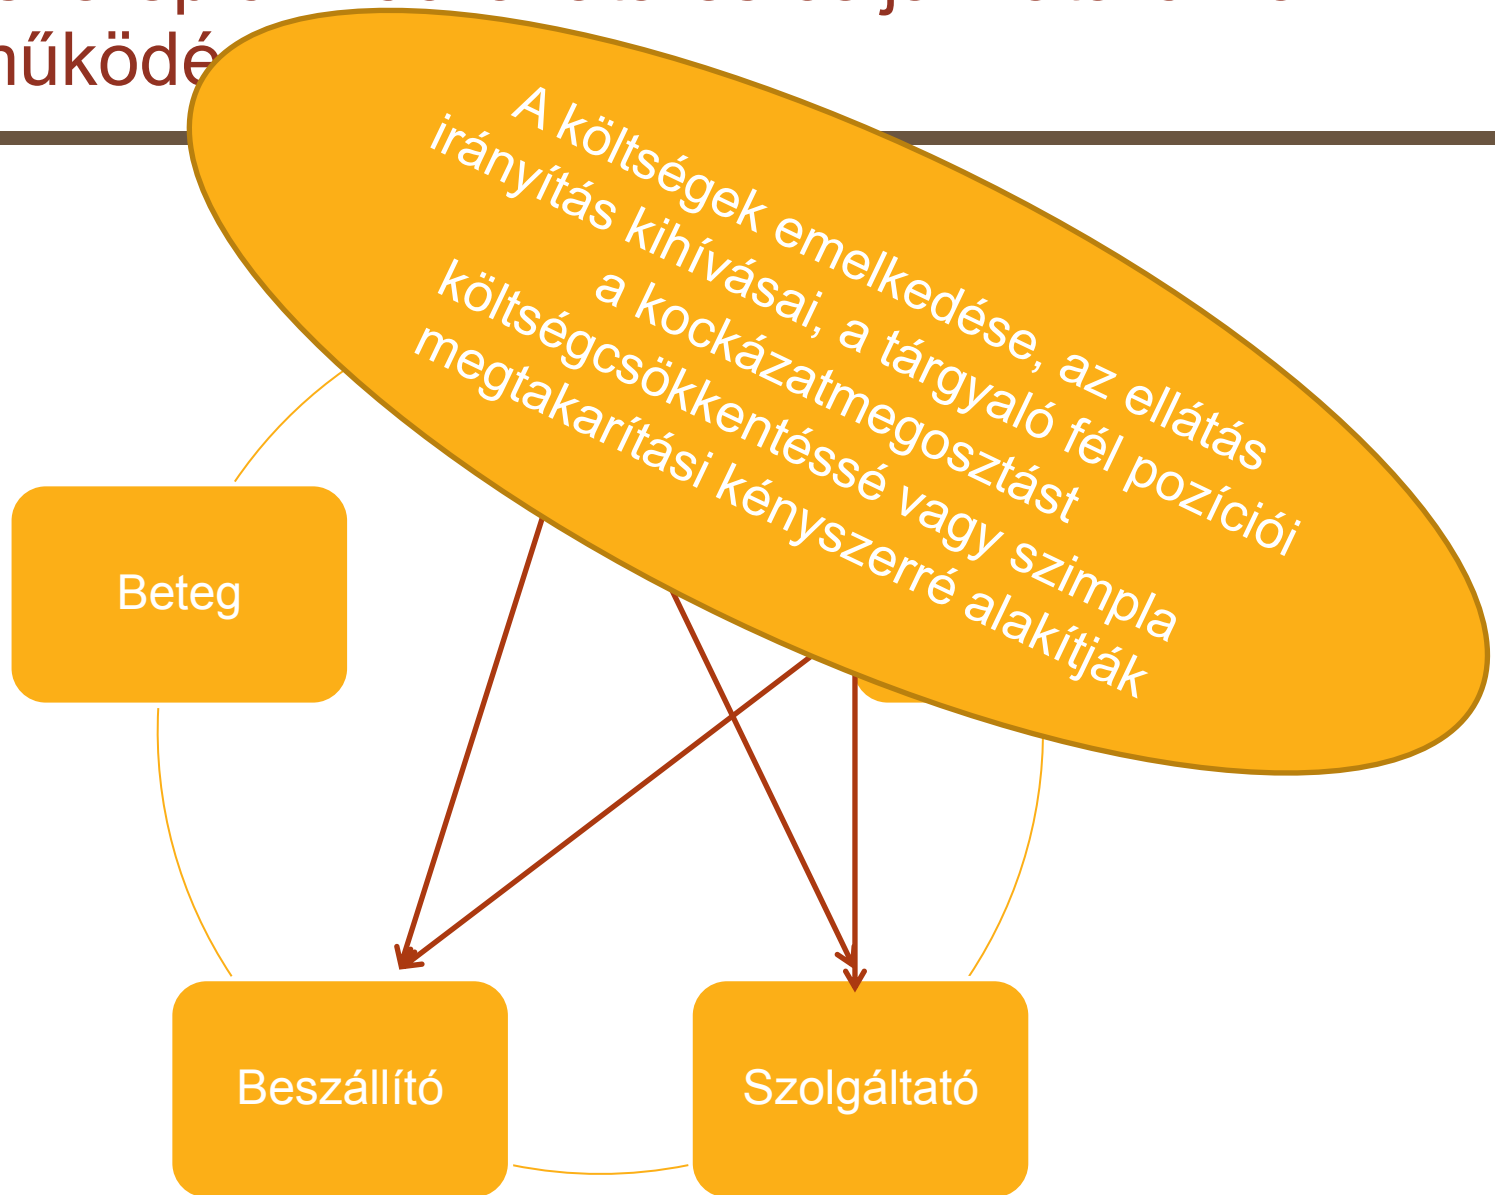 működé
A költségek emelkedése, az ellátás
irányítás kihívásai, a tárgyaló fél pozíciói
a kockázatmegosztást
költségcsökkentéssé vagy szimpla
megtakarítási kényszerré alakítják
Beteg
Beszállító
Szolgáltató